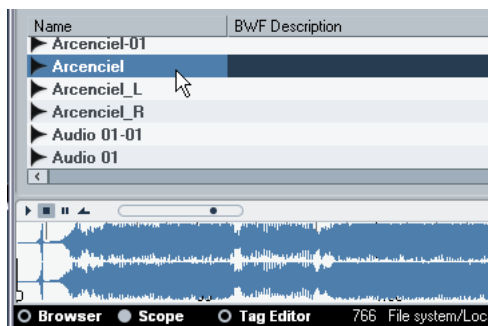 Name BWF Description
Arcenciel-01
Arcenciel
Arcenciel_L
Arcenciel_R
Audio 01-01
Audio 01
Browser Scope Tag Editor 766 File system/Loc